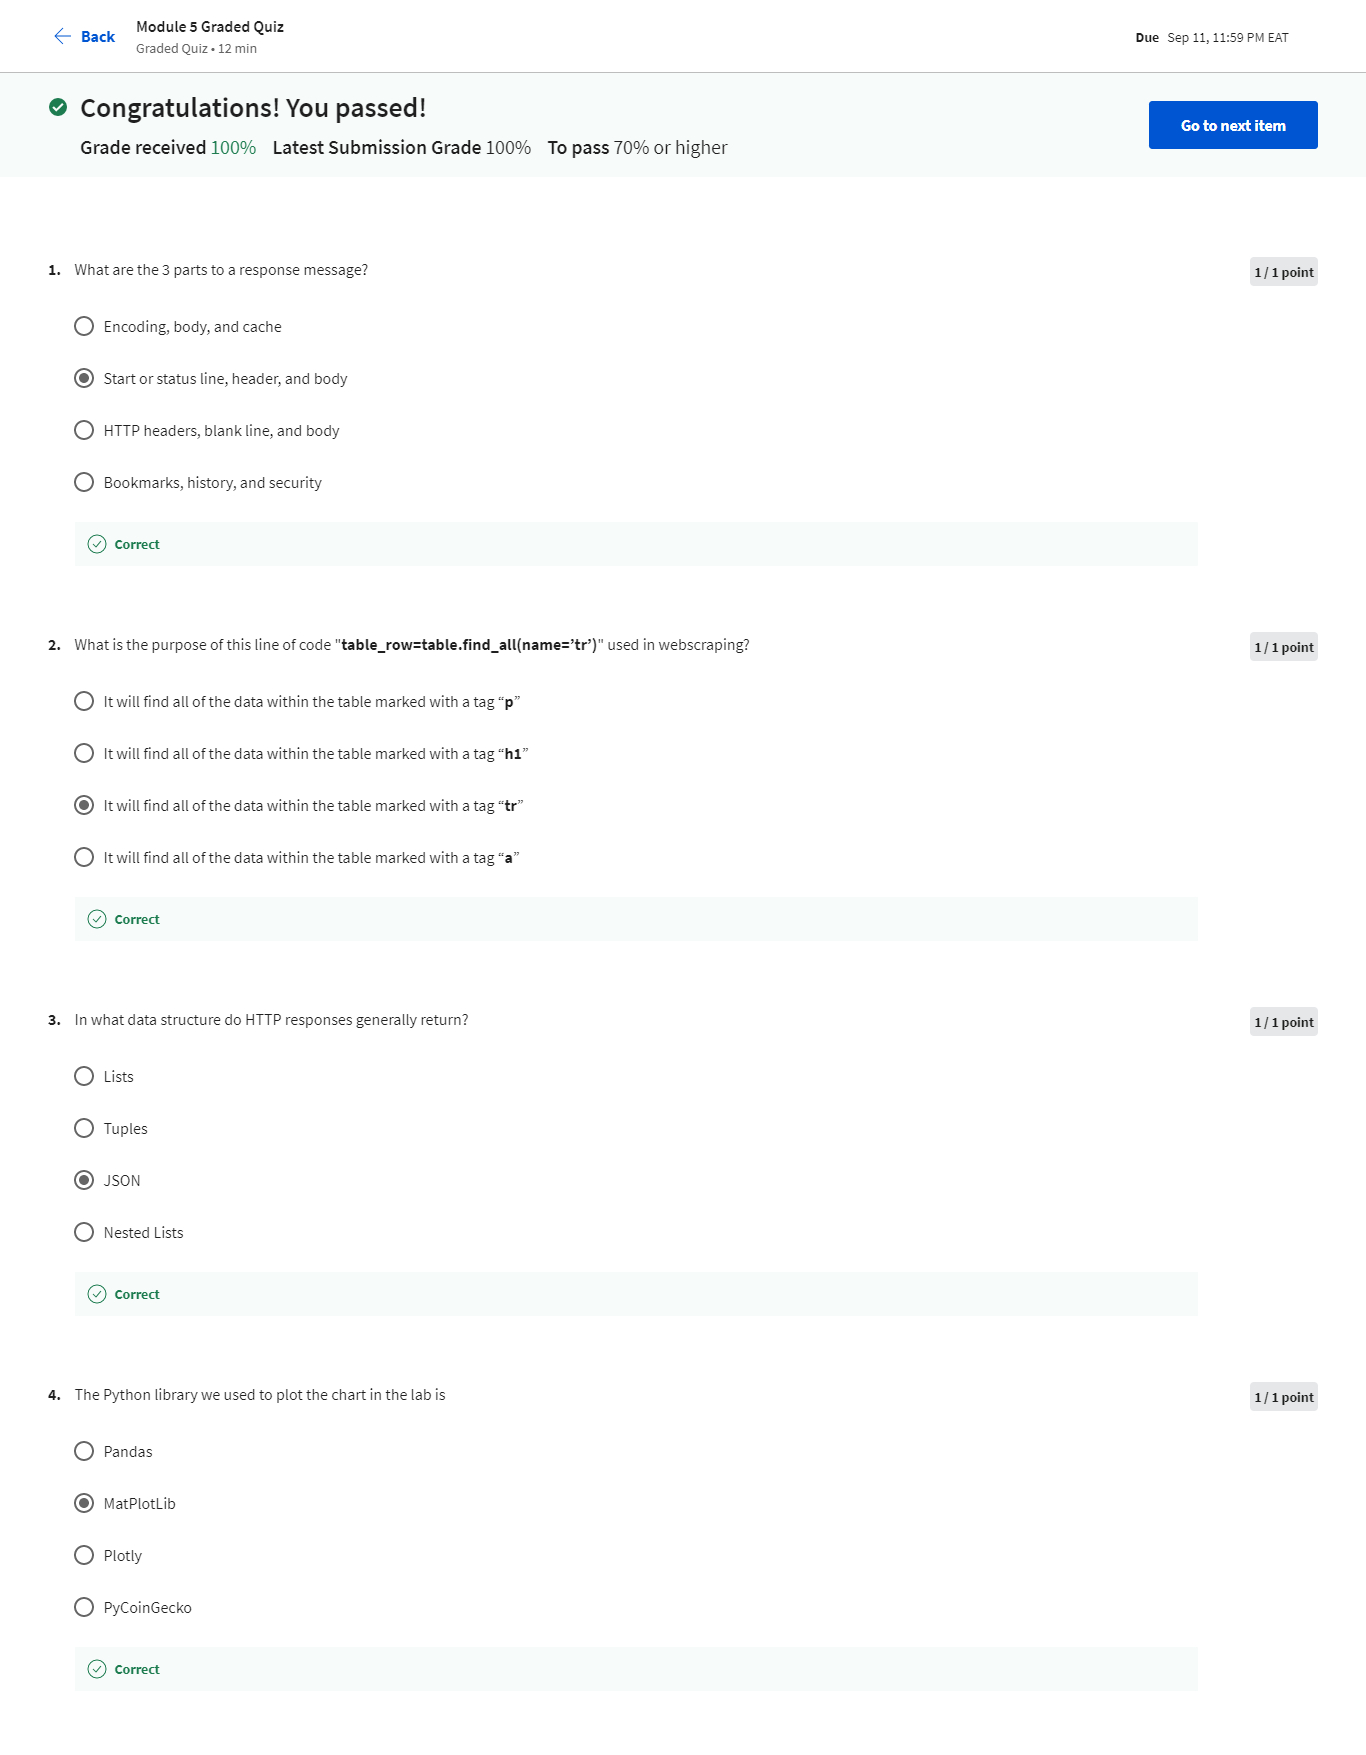 Back
Module 5 Graded Quiz
Graded Quiz • 12 min
Due Sep 11, 11:59 PM EAT
Congratulations! You passed!
Grade received 100% Latest Submission Grade 100% To pass 70% or higher
Go to next item
1. What are the 3 parts to a response message?
1 / 1 point
Encoding, body, and cache
Start or status line, header, and body
HTTP headers, blank line, and body
Bookmarks, history, and security
Correct
2. What is the purpose of this line of code "table_row=table.find_all(name=’tr’)" used in webscraping?
1 / 1 point
It will find all of the data within the table marked with a tag “p”
It will find all of the data within the table marked with a tag “h1”
It will find all of the data within the table marked with a tag “tr”
It will find all of the data within the table marked with a tag “a”
Correct
3. In what data structure do HTTP responses generally return?
1 / 1 point
Lists
Tuples
JSON
Nested Lists
Correct
4. The Python library we used to plot the chart in the lab is
1 / 1 point
Pandas
MatPlotLib
Plotly
PyCoinGecko
Correct